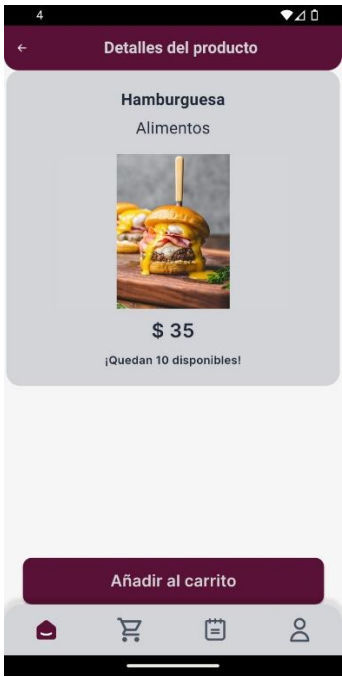 4
Detalles del producto
Hamburguesa
Alimentos
$ 35
¡Quedan 10 disponibles!
Añadir al carrito